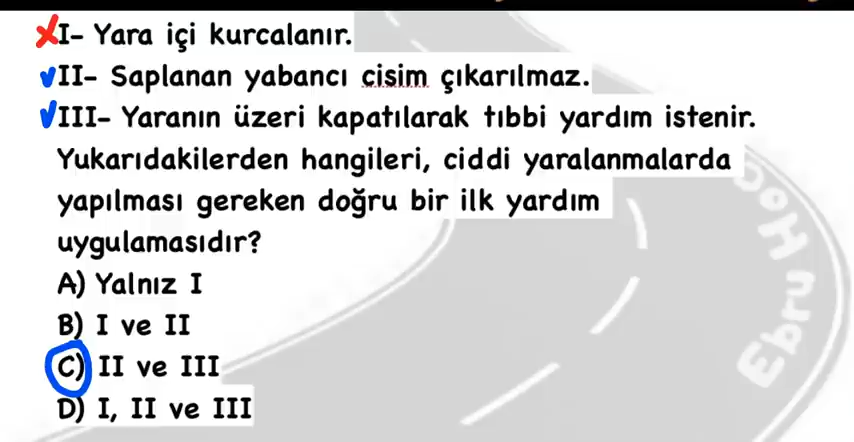 I- Yara içi kurcalanır.
II- Saplanan yabancı cisim çıkarılmaz.
III- Yaranın üzeri kapatılarak tıbbi yardım istenir.
Yukarıdakilerden hangileri, ciddi yaralanmalarda
yapılması gereken doğru bir ilk yardım
uygulamasıdır?
A) Yalnız I
B) I ve II
C) II ve III
D) I, II ve III
Ebru Hoca